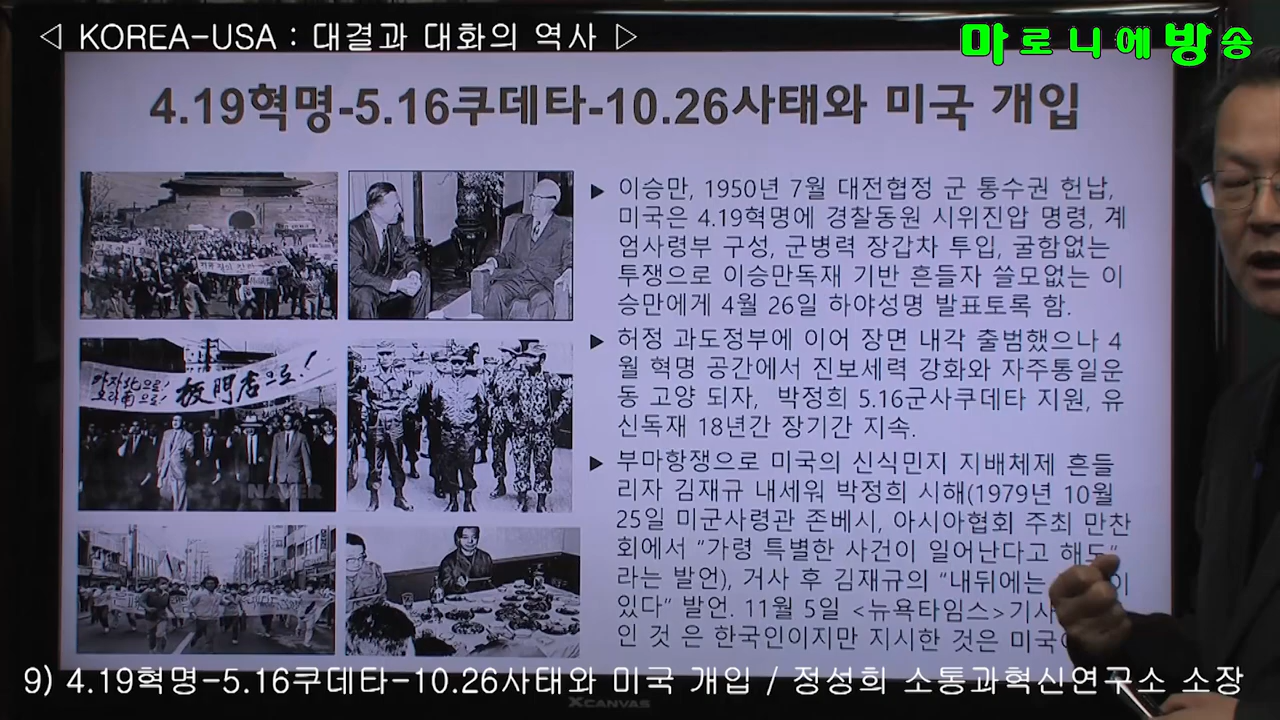 ◁ KOREA-USA : 대결과 대화의 역사 ▷
마로니에방송
4.19혁명-5.16쿠데타-10.26사태와 미국 개입
▶ 이승만, 1950년 7월 대전협정 군 통수권 헌납,
미국은 4.19혁명에 경찰동원 시위진압 명령, 계
엄사령부 구성, 군병력 장갑차 투입, 굴함없는
투쟁으로 이승만독재 기반 흔들자 쓸모없는 이
승만에게 4월 26일 하야성명 발표토록 함.
▶ 허정 과도정부에 이어 장면 내각 출범했으나 4
월 혁명 공간에서 진보세력 강화와 자주통일운
동 고양 되자, 박정희 5.16군사쿠데타 지원, 유
신독재 18년간 장기간 지속.
▶ 부마항쟁으로 미국의 신식민지 지배체제 흔들
리자 김재규 내세워 박정희 시해(1979년 10월
25일 미군사령관 존베시, 아시아협회 주최 만찬
회에서 "가령 특별한 사건이 일어난다고 해도"
라는 발언), 거사 후 김재규의 "내뒤에는 이
있다" 발언. 11월 5일 <뉴욕타임스>기사
인 것 은 한국인이지만 지시한 것은 미국
가자 北으로!
오라 南으로!
板門店으로!
NAVER
9) 4.19혁명-5.16쿠데타-10.26사태와 미국 개입 / 정성희 소통과혁신연구소 소장
XCANVAS